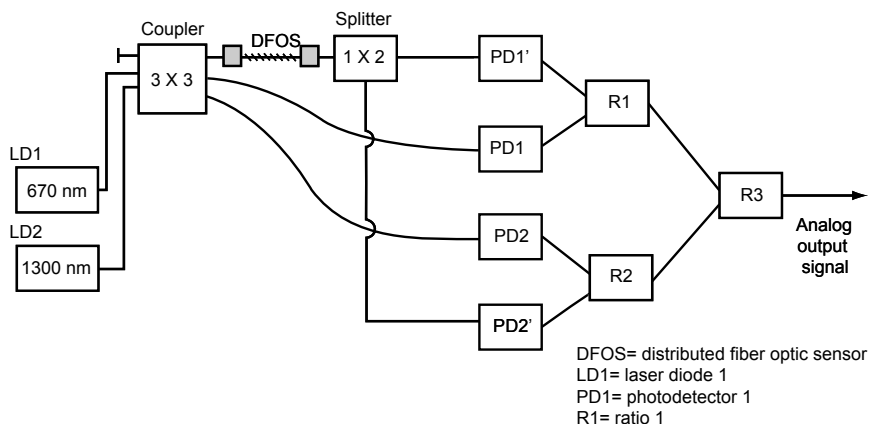 Coupler
3 X 3
DFOS
Splitter
1 X 2
PD1'
PD1
R1
LD1
670 nm
LD2
1300 nm
PD2
PD2'
R2
R3
Analog
output
signal
DFOS= distributed fiber optic sensor
LD1= laser diode 1
PD1= photodetector 1
R1= ratio 1